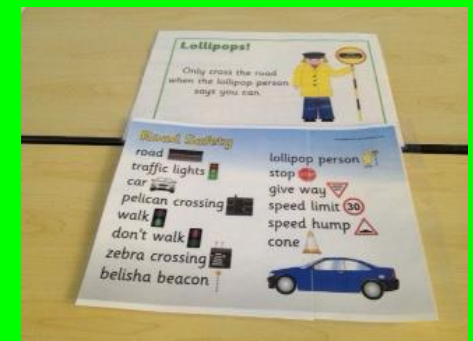 Lollipops!
Only cross the road
when the lollipop person
says you can.
Road Safety
road
traffic lights
car
pelican crossing
walk
don't walk
zebra crossing
belisha beacon
lollipop person
stop
give way
speed limit 30
speed hump
cone